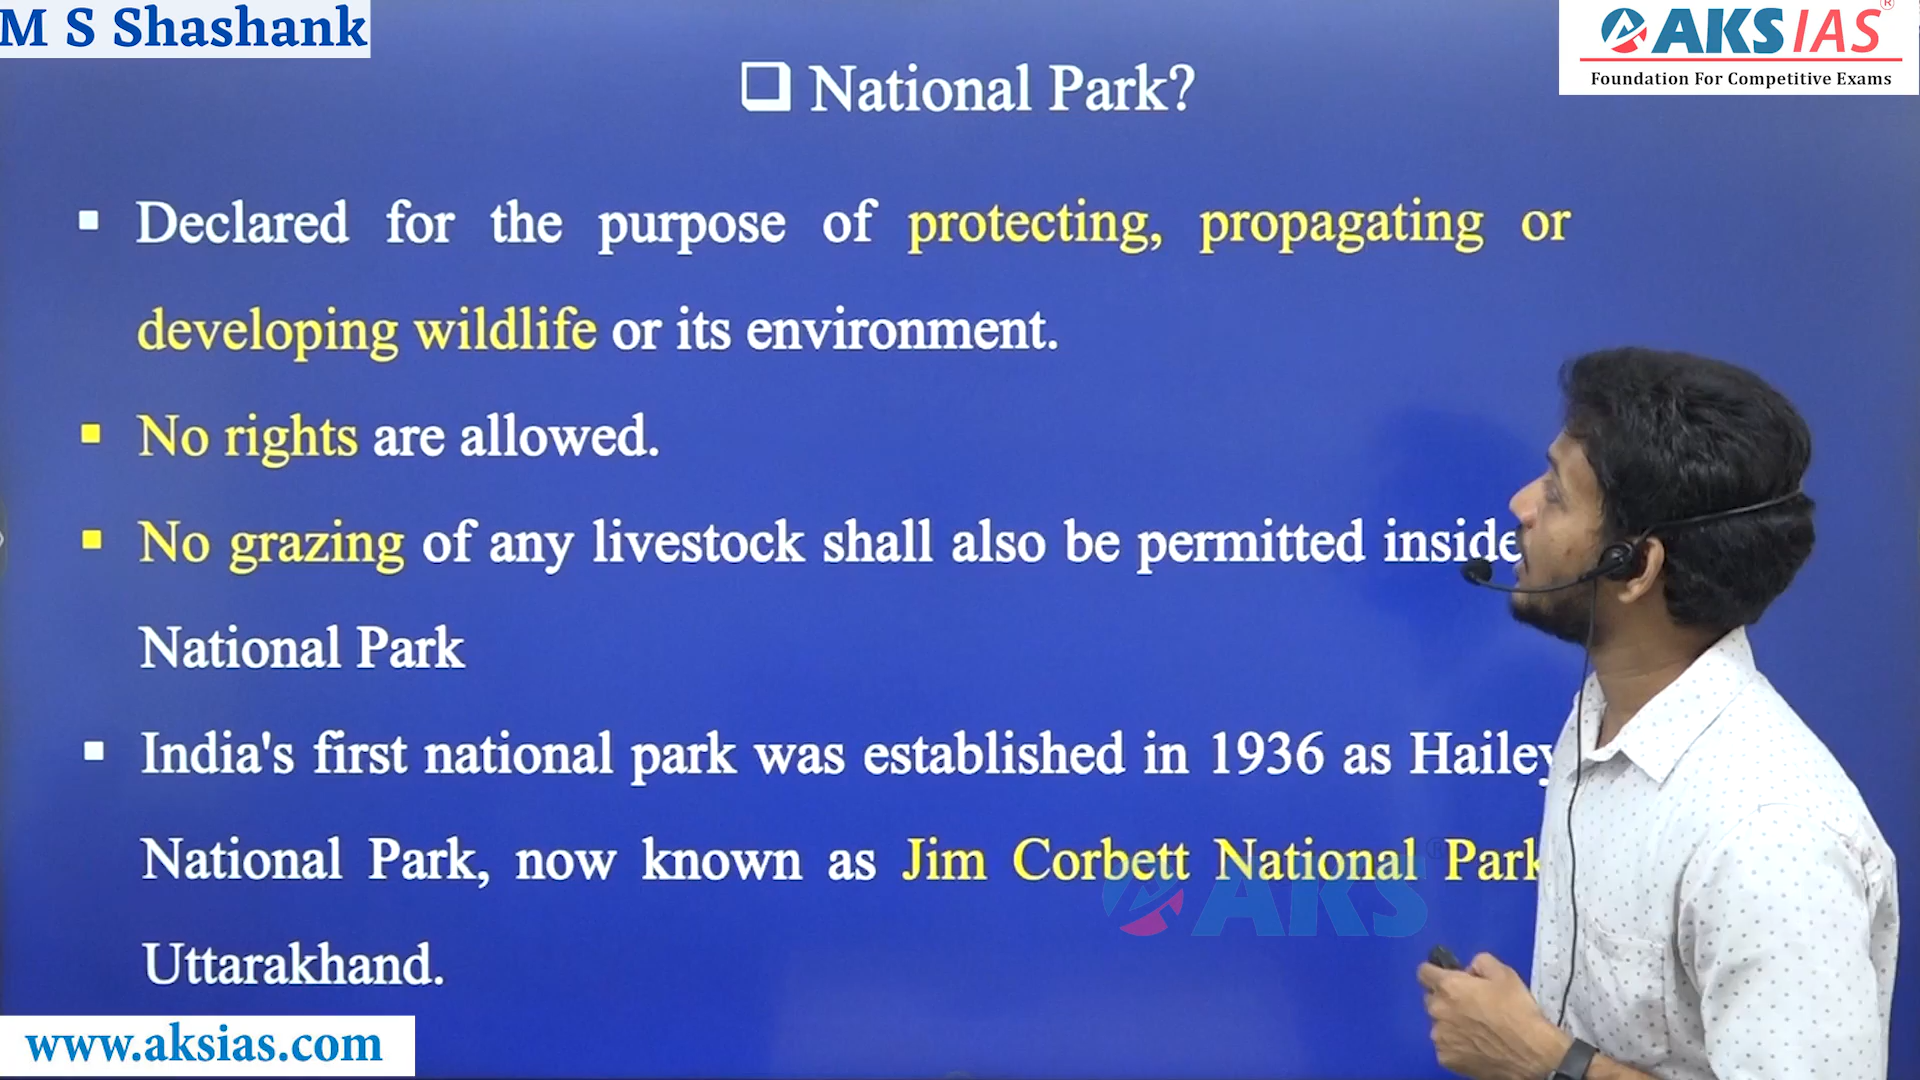 M S Shashank
AKS IAS®
Foundation For Competitive Exams
National Park?
Declared for the purpose of protecting, propagating or
developing wildlife or its environment.
No rights are allowed.
No grazing of any livestock shall also be permitted inside
National Park
India's first national park was established in 1936 as Hailey
National Park, now known as Jim Corbett National Park
Uttarakhand.
AKS®
www.aksias.com